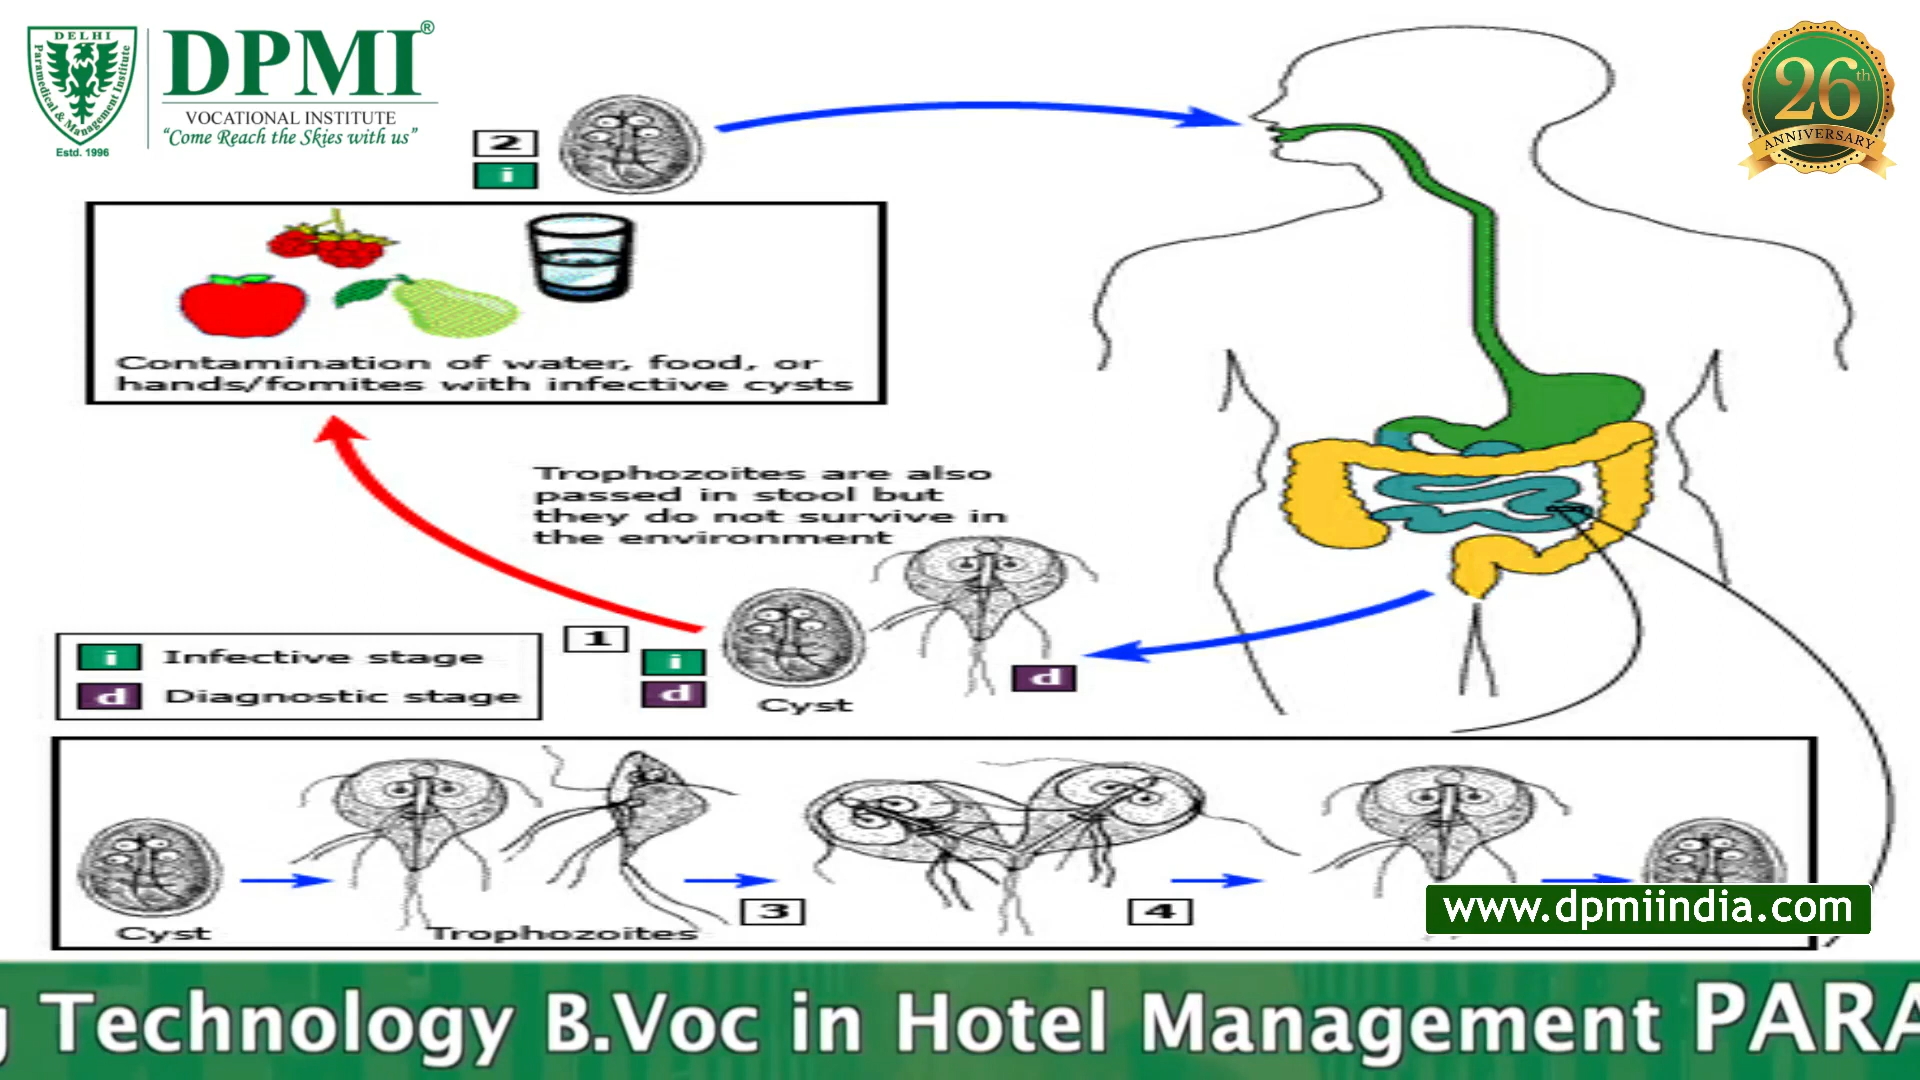 DELHI
Paramedical & Management Institute
Estd. 1996
DPMI®
VOCATIONAL INSTITUTE
"Come Reach the Skies with us"
26th
ANNIVERSARY
2
i
Contamination of water, food, or
hands/fomites with infective cysts
Trophozoites are also
passed in stool but
they do not survive in
the environment
1
i
d
Cyst
d
i Infective stage
d Diagnostic stage
Cyst
Trophozoites
3
4
www.dpmiindia.com
Technology B.Voc in Hotel Management PARA